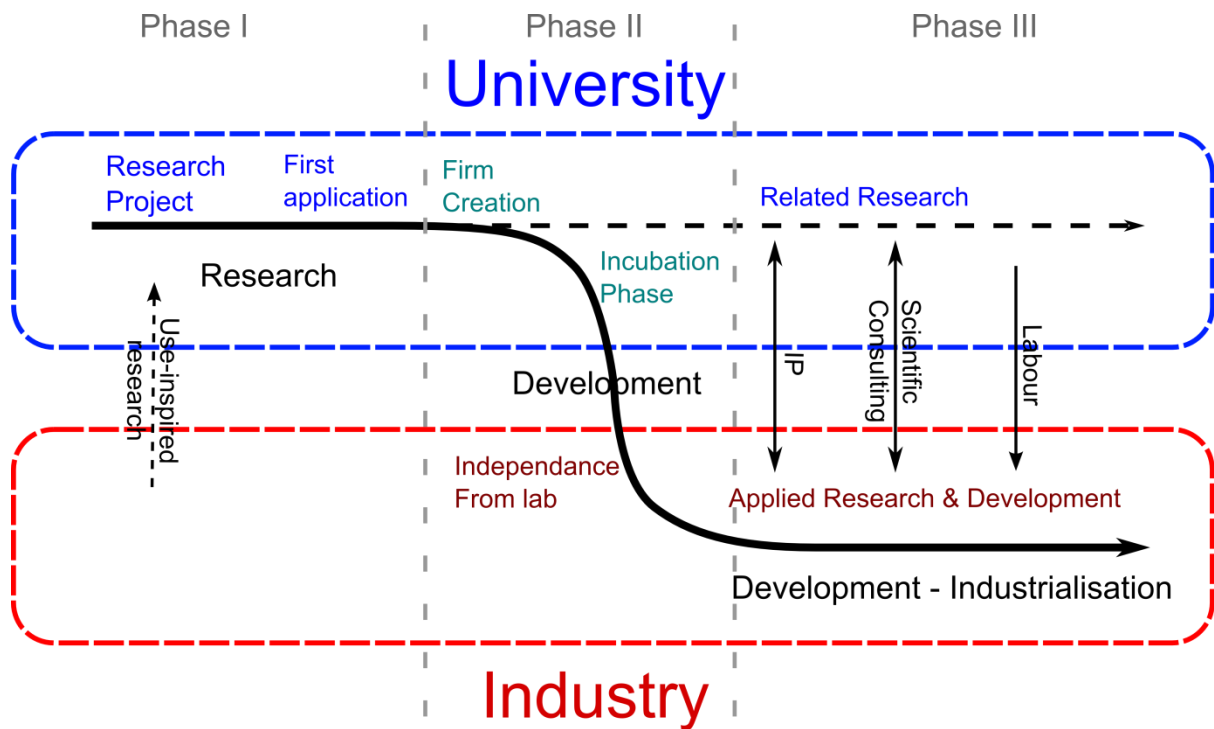 Phase I
Phase II
Phase III
University
Research
Project
First
application
Firm
Creation
Related Research
Research
Incubation
Phase
Use-inspired
research
Development
IP
Scientific
Consulting
Labour
Independance
From lab
Applied Research & Development
Development - Industrialisation
Industry